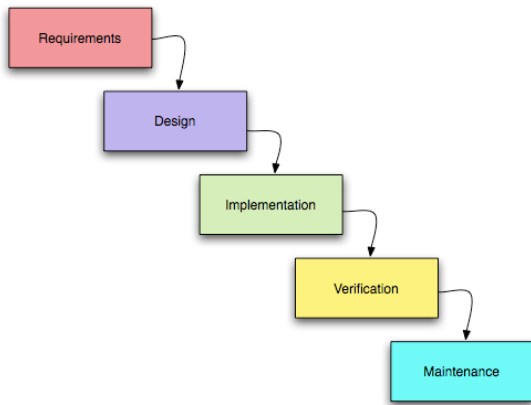 Requirements
Design
Implementation
Verification
Maintenance